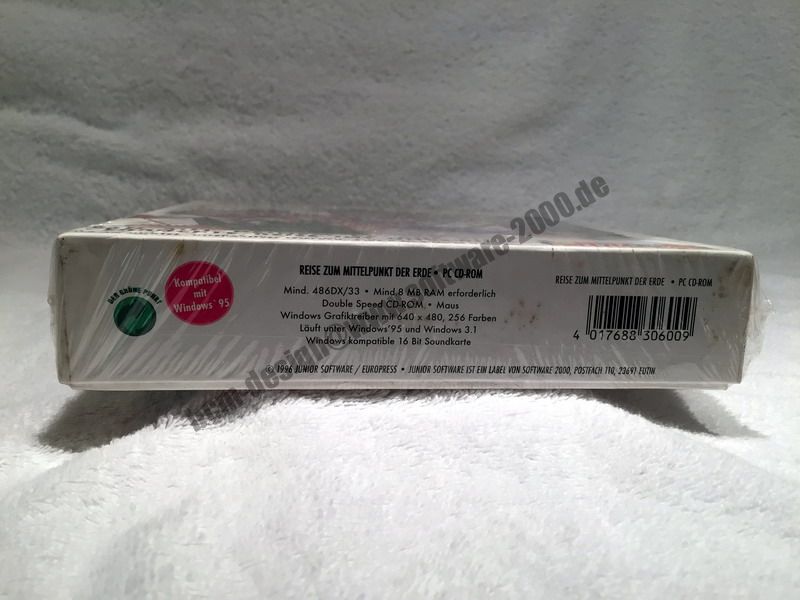 REISE ZUM MITTELPUNKT DER ERDE • PC CD-ROM
Mind. 486DX/33 • Mind.8 MB RAM erforderlich
Double Speed CD-ROM • Maus
Windows Grafiktreiber mit 640 x 480, 256 Farben
Läuft unter Windows'95 und Windows 3.1
Windows kompatible 16 Bit Soundkarte
© 1996 JUNIOR SOFTWARE / EUROPRESS • JUNIOR SOFTWARE IST EIN LABEL VON SOFTWARE 2000, POSTFACH 110, 23691 EUTIN
DER GRÜNE PUNKT
Kompatibel
mit
Windows'95
REISE ZUM MITTELPUNKT DER ERDE • PC CD-ROM
4 017688 306009
software-2000.de